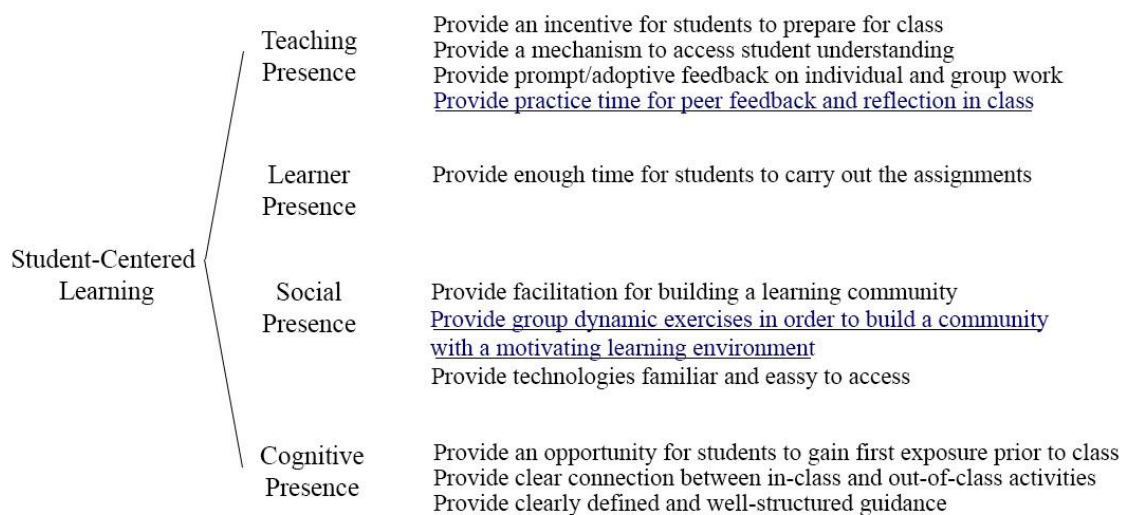 Student-Centered
Learning
Teaching
Presence
Provide an incentive for students to prepare for class
Provide a mechanism to access student understanding
Provide prompt/adoptive feedback on individual and group work
Provide practice time for peer feedback and reflection in class
Learner
Presence
Provide enough time for students to carry out the assignments
Social
Presence
Provide facilitation for building a learning community
Provide group dynamic exercises in order to build a community
with a motivating learning environment
Provide technologies familiar and eassy to access
Cognitive
Presence
Provide an opportunity for students to gain first exposure prior to class
Provide clear connection between in-class and out-of-class activities
Provide clearly defined and well-structured guidance